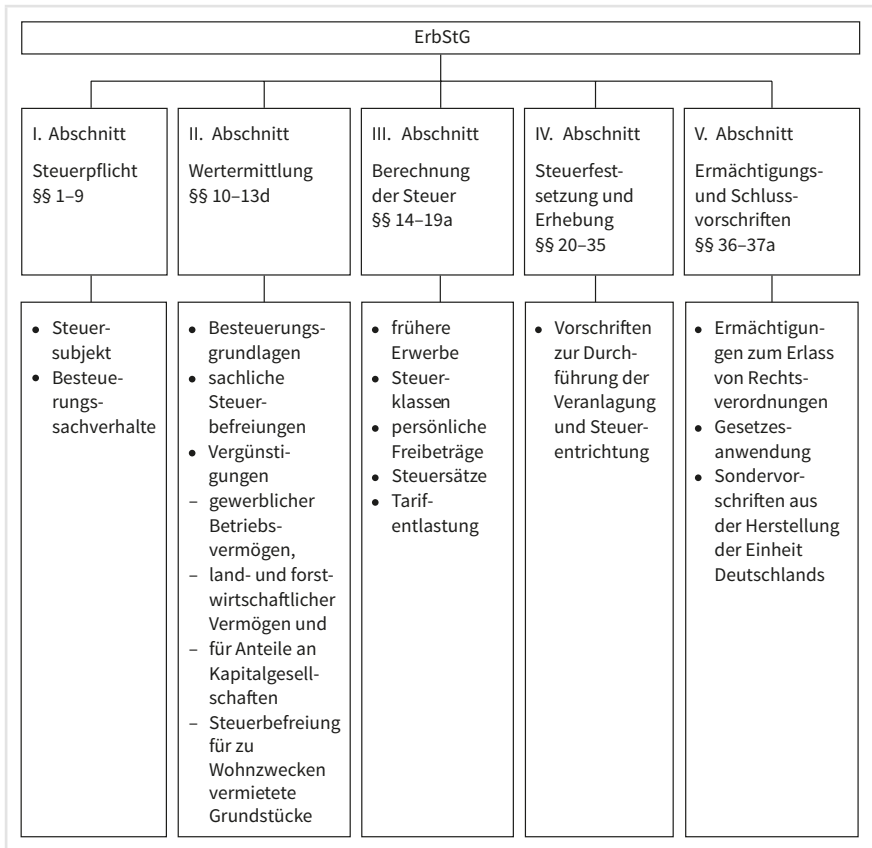 ErbStG
I. Abschnitt
Steuerpflicht
§§ 1–9
II. Abschnitt
Wertermittlung
§§ 10–13d
III. Abschnitt
Berechnung
der Steuer
§§ 14–19a
IV. Abschnitt
Steuerfest-
setzung und
Erhebung
§§ 20–35
V. Abschnitt
Ermächtigungs-
und Schluss-
vorschriften
§§ 36–37a
• Steuer-
subjekt
• Besteue-
rungs-
sachverhalte
• Besteuerungs-
grundlagen
• sachliche
Steuer-
befreiungen
• Vergünsti-
gungen
– gewerblicher
Betriebs-
vermögen,
– land- und forst-
wirtschaftlicher
Vermögen und
– für Anteile an
Kapitalgesell-
schaften
– Steuerbefreiung
für zu
Wohnzwecken
vermietete
Grundstücke
• frühere
Erwerbe
• Steuer-
klassen
• persönliche
Freibeträge
• Steuersätze
• Tarif-
entlastung
• Vorschriften
zur Durch-
führung der
Veranlagung
und Steuer-
entrichtung
• Ermächtigun-
gen zum Erlass
von Rechts-
verordnungen
• Gesetzes-
anwendung
• Sondervor-
schriften aus
der Herstellung
der Einheit
Deutschlands